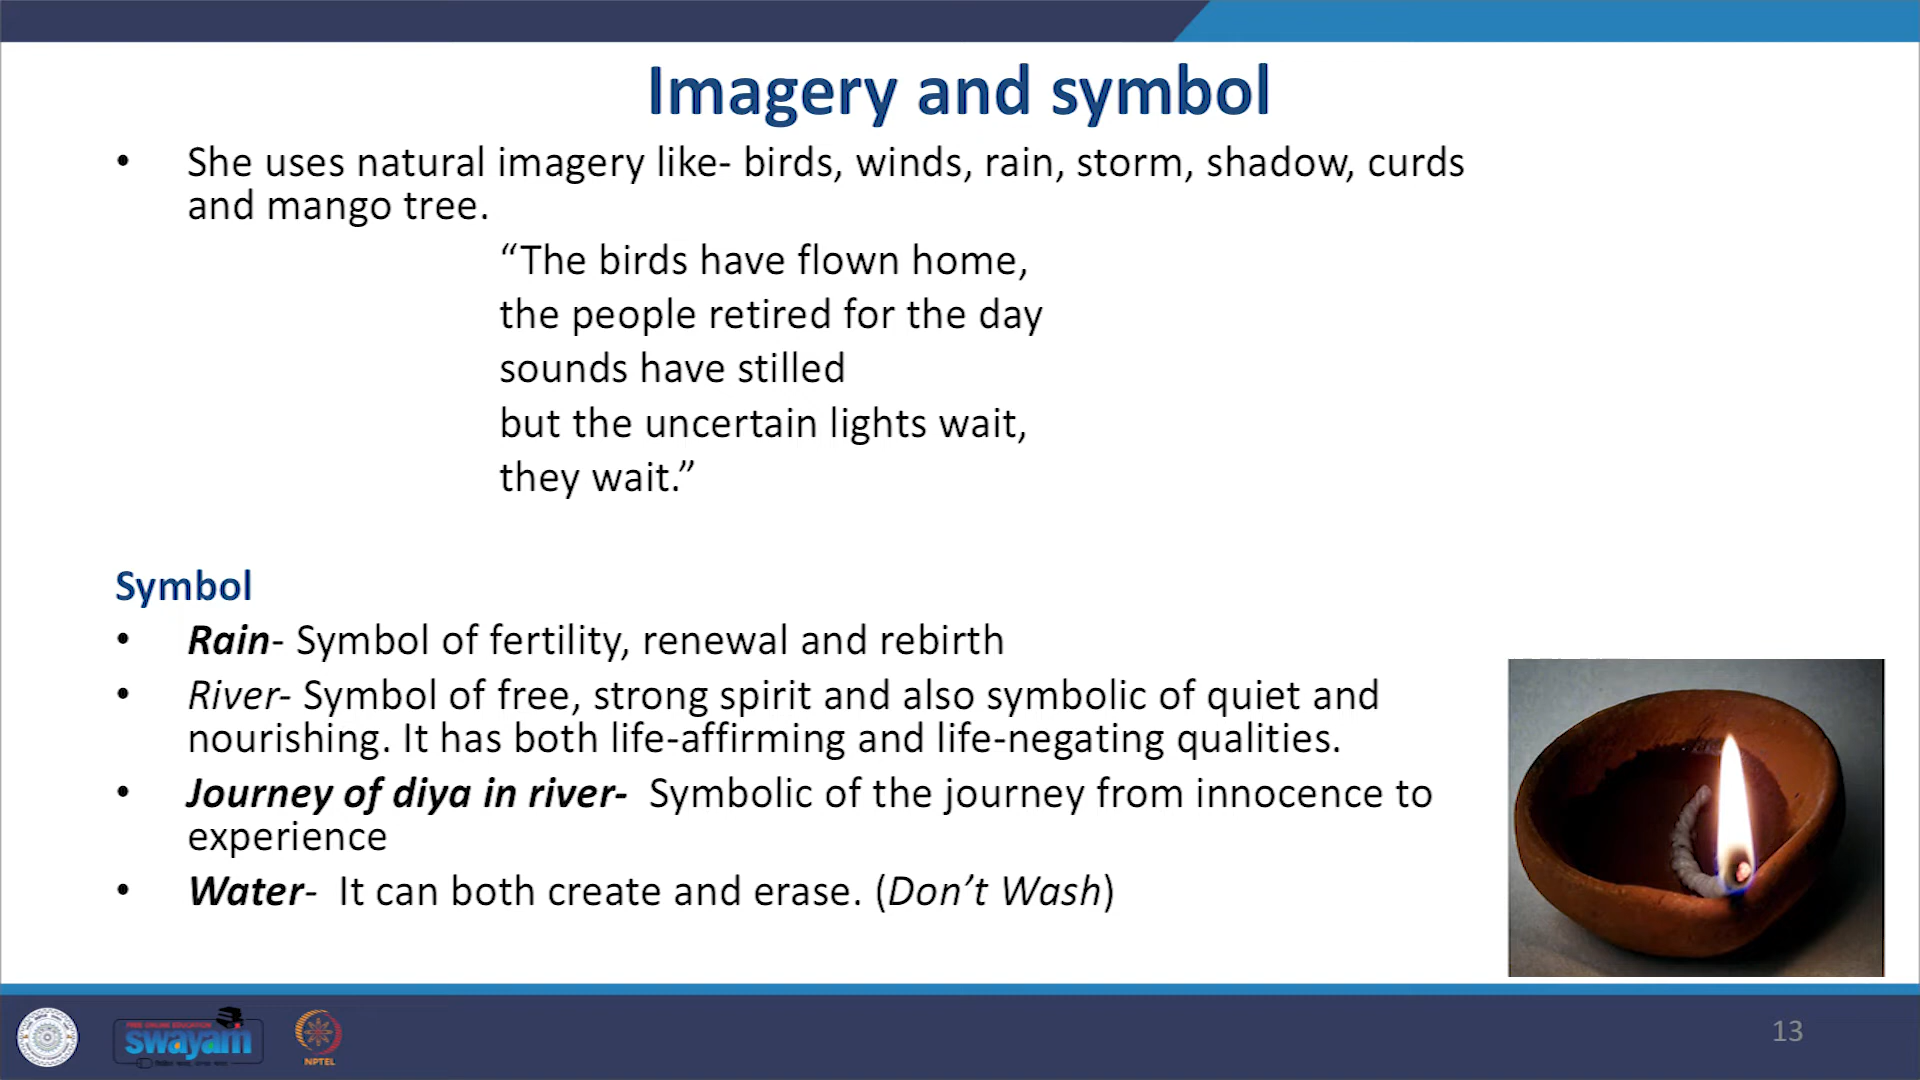 Imagery and symbol
• She uses natural imagery like- birds, winds, rain, storm, shadow, curds
and mango tree.
“The birds have flown home,
the people retired for the day
sounds have stilled
but the uncertain lights wait,
they wait.”
Symbol
• Rain- Symbol of fertility, renewal and rebirth
• River- Symbol of free, strong spirit and also symbolic of quiet and
nourishing. It has both life-affirming and life-negating qualities.
• Journey of diya in river- Symbolic of the journey from innocence to
experience
• Water- It can both create and erase. (Don’t Wash)
FREE ONLINE EDUCATION
swayam
NPTEL
13